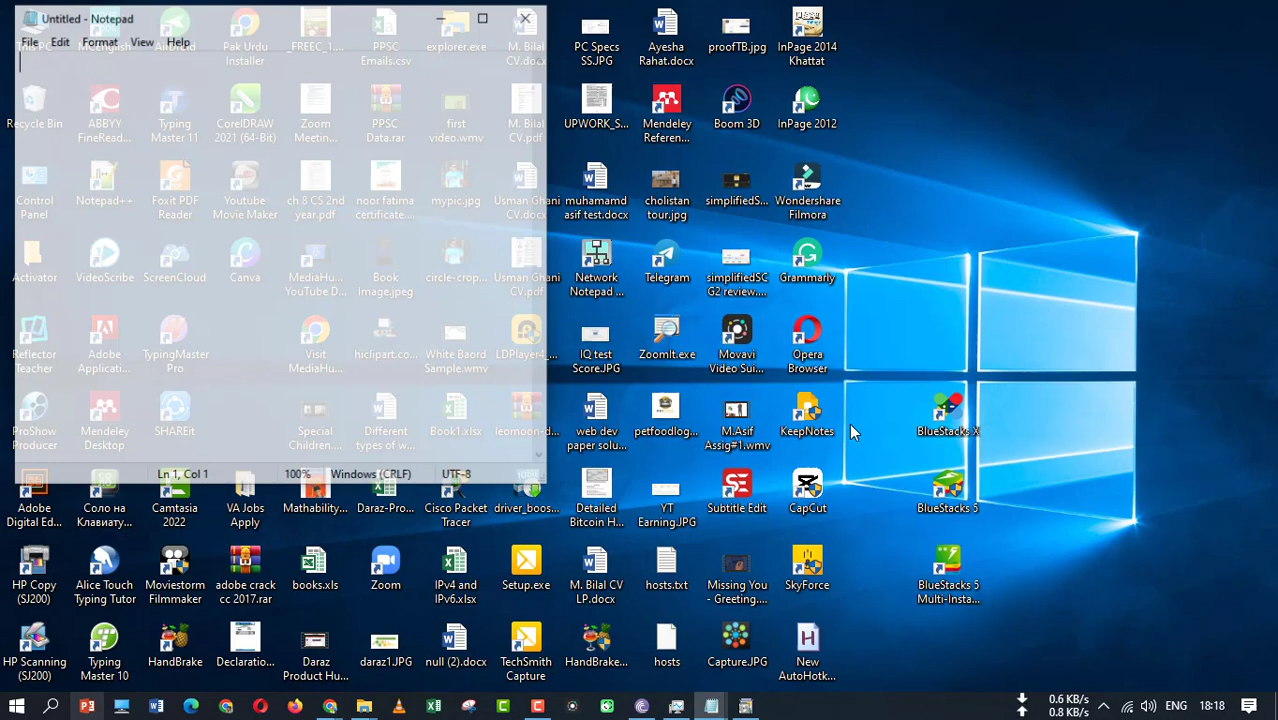 Untitled - Notepad
File Edit Format View Help
This PC
Android
Pak Urdu
Installer
_FREEC_1....
PPSC
Emails.csv
explorer.exe
M. Bilal
CV.docx
PC Specs
SS.JPG
Ayesha
Rahat.docx
proofTB.jpg
InPage 2014
Khattat
Recycle Bin
ABBYY
FineRead...
Typing
Master 11
CorelDRAW
2021 (64-Bit)
Zoom
Meetin...
PPSC
Data.rar
first
video.wmv
M. Bilal
CV.pdf
UPWORK_S...
Mendeley
Referen...
Boom 3D
InPage 2012
Control
Panel
Notepad++
Foxit PDF
Reader
Youtube
Movie Maker
ch 8 CS 2nd
year.pdf
noor fatima
certificate....
mypic.jpg
Usman Ghani
CV.docx
muhamamd
asif test.docx
cholistan
tour.jpg
simplifiedS...
Wondershare
Filmora
Activator
VideoScribe
ScreenCloud
Canva
MediaHu...
YouTube.D...
Book
Image.jpeg
circle-crop...
Usman Ghani
CV.pdf
Network
Notepad ...
Telegram
simplifiedSC
G2 review....
Grammarly
Reflector
Teacher
Adobe
Applicati...
TypingMaster
Pro
Visit
MediaHu...
hiclipart.co...
White Baord
Sample.wmv
LDPlayer4_...
IQ test
Score.JPG
ZoomIt.exe
Movavi
Video Sui...
Opera
Browser
ProShow
Producer
Mendeley
Desktop
SHAREit
Special
Children....
Different
types of w...
Book1.xlsx
leomoon-d...
web dev
paper solu...
petfoodlog...
M.Asif
Assig#1.wmv
KeepNotes
BlueStacks X
Ln 1, Col 1 100% Windows (CRLF) UTF-8
Adobe
Digital Ed...
Соло на
Клавиату...
Camtasia
2022
VA Jobs
Apply
Mathability...
Daraz-Pro...
Cisco Packet
Tracer
driver_boos...
Detailed
Bitcoin H...
YT
Earning.JPG
Subtitle Edit
CapCut
BlueStacks 5
HP Copy
(SJ200)
Alice Touch
Typing Tutor
Moviestorm
Filmmaker
adobe crack
cc 2017.rar
books.xls
Zoom
IPv4 and
IPv6.xlsx
Setup.exe
M. Bilal CV
LP.docx
hosts.txt
Missing You
- Greeting....
SkyForce
BlueStacks 5
Multi-Insta...
HP Scanning
(SJ200)
Typing
Master 10
HandBrake
Declaratio...
Daraz
Product Hu...
daraz1.JPG
null (2).docx
TechSmith
Capture
HandBrake...
hosts
Capture.JPG
New
AutoHotk...
0.6 KB/s
0.8 KB/s
ENG
18:18